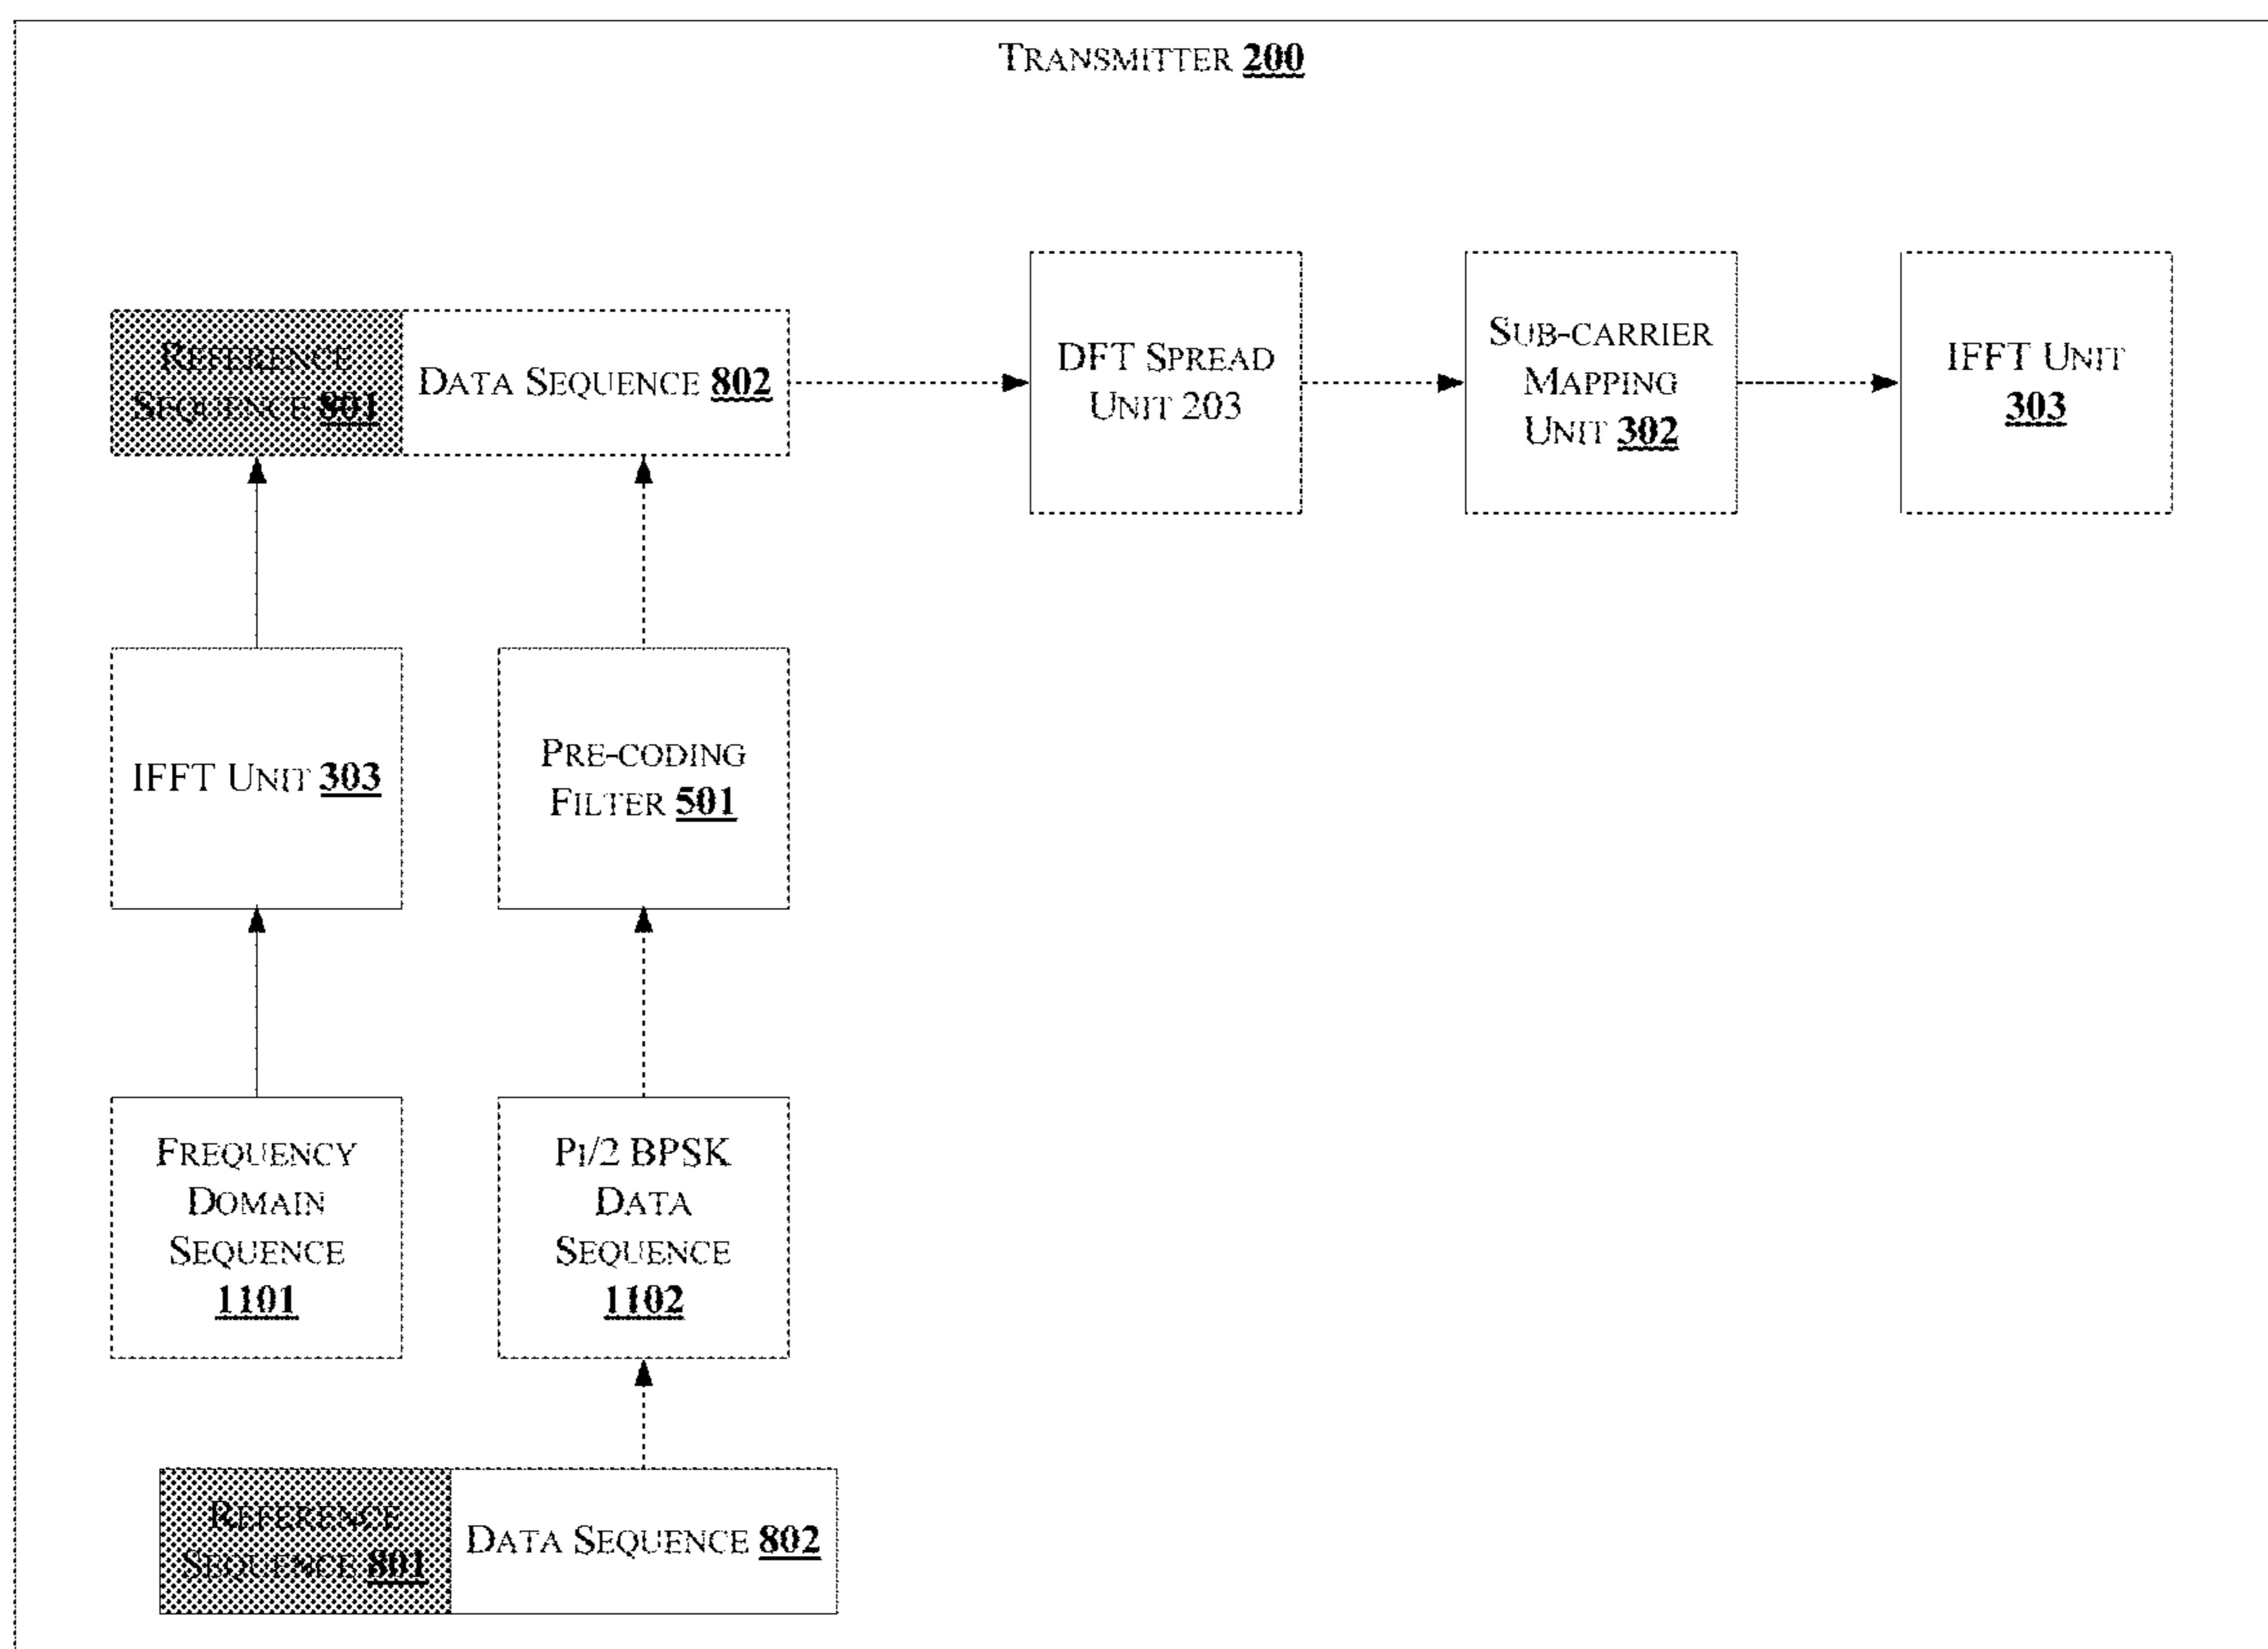 TRANSMITTER 200
REFERENCE
SEQUENCE 801
DATA SEQUENCE 802
DFT SPREAD
UNIT 203
SUB-CARRIER
MAPPING
UNIT 302
IFFT UNIT
303
IFFT UNIT 303
PRE-CODING
FILTER 501
FREQUENCY
DOMAIN
SEQUENCE
1101
PI/2 BPSK
DATA
SEQUENCE
1102
REFERENCE
SEQUENCE 801
DATA SEQUENCE 802